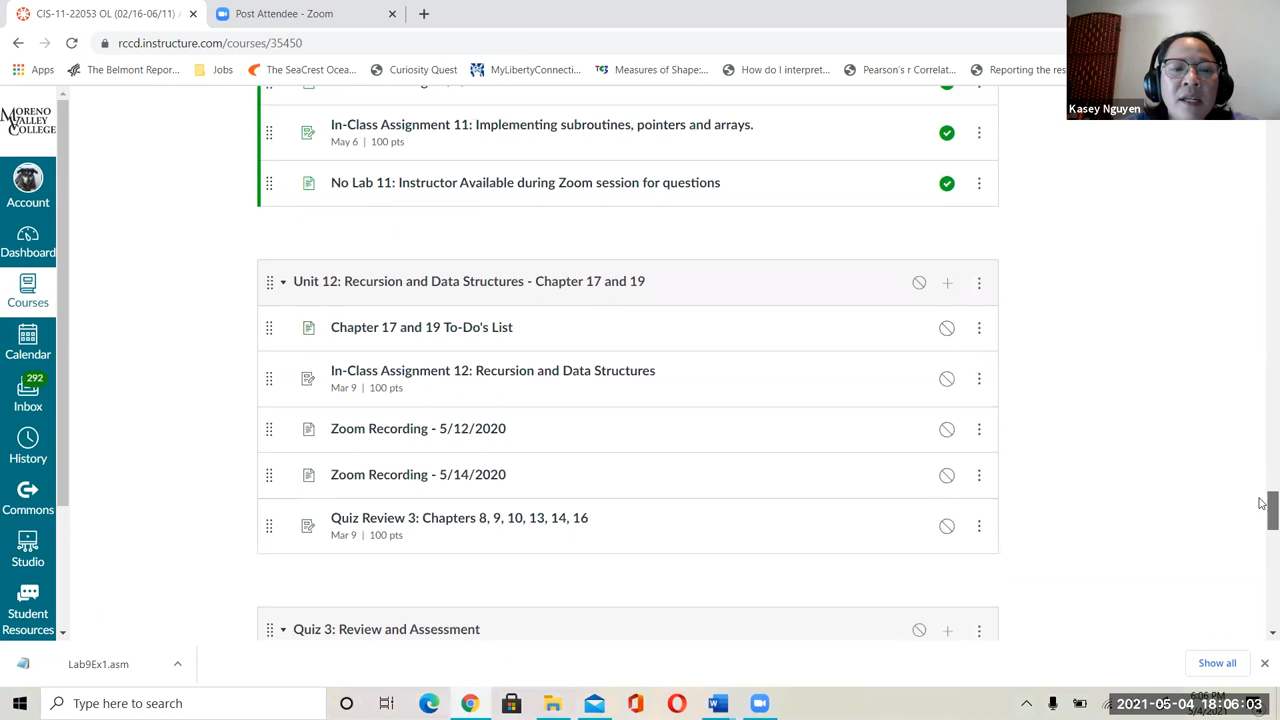 CIS-11-22053 OL (02/16-06/11) A
Post Attendee - Zoom
rccd.instructure.com/courses/35450
Apps
The Belmont Repor...
Jobs
The SeaCrest Ocea...
Curiosity Quest
MyLibertyConnecti...
Measures of Shape:...
How do I interpret...
Pearson's r Correlat...
Reporting the res
Kasey Nguyen
MORENO
VALLEY
COLLEGE
Account
Dashboard
Courses
Calendar
292
Inbox
History
Commons
Studio
Student
Resources
In-Class Assignment 11: Implementing subroutines, pointers and arrays.
May 6 | 100 pts
No Lab 11: Instructor Available during Zoom session for questions
Unit 12: Recursion and Data Structures - Chapter 17 and 19
Chapter 17 and 19 To-Do's List
In-Class Assignment 12: Recursion and Data Structures
Mar 9 | 100 pts
Zoom Recording - 5/12/2020
Zoom Recording - 5/14/2020
Quiz Review 3: Chapters 8, 9, 10, 13, 14, 16
Mar 9 | 100 pts
Quiz 3: Review and Assessment
Lab9Ex1.asm
Show all
Type here to search
6:06 PM
2021-05-04 18:06:03
5/4/2021